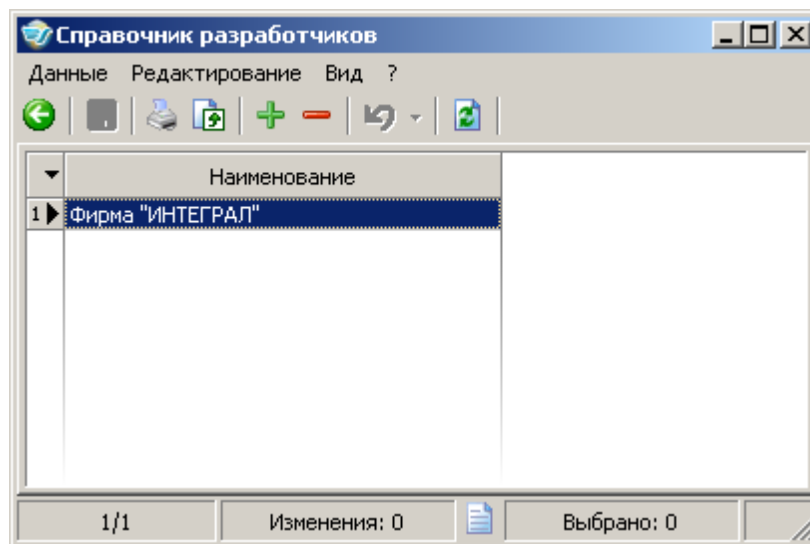 Справочник разработчиков
Данные Редактирование Вид ?
Наименование
1 Фирма "ИНТЕГРАЛ"
1/1 Изменения: 0 Выбрано: 0